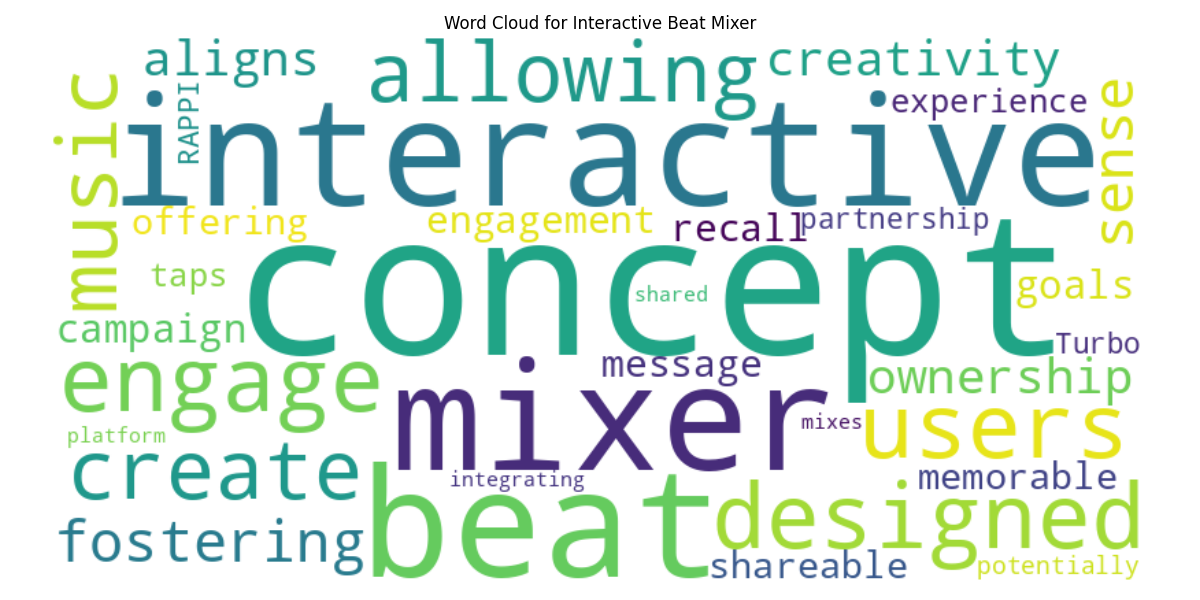 Word Cloud for Interactive Beat Mixer
aligns
allowing
creativity
music
RAPPI
interactive
experience
sense
offering
engagement
recall
partnership
taps
concept
shared
goals
campaign
Turbo
engage
message
ownership
mixer
platform
mixes
users
create
integrating
memorable
beat
designed
fostering
shareable
potentially